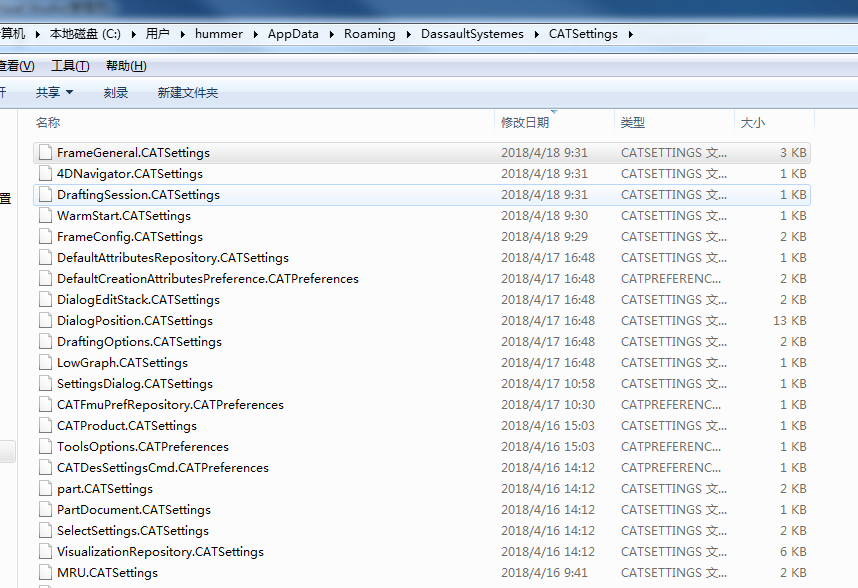 算机 ▸ 本地磁盘 (C:) ▸ 用户 ▸ hummer ▸ AppData ▸ Roaming ▸ DassaultSystemes ▸ CATSettings ▸
查看(V) 工具(T) 帮助(H)
开 共享 刻录 新建文件夹
名称 修改日期 类型 大小
FrameGeneral.CATSettings 2018/4/18 9:31 CATSETTINGS 文... 3 KB
4DNavigator.CATSettings 2018/4/18 9:31 CATSETTINGS 文... 1 KB
DraftingSession.CATSettings 2018/4/18 9:31 CATSETTINGS 文... 1 KB
置
WarmStart.CATSettings 2018/4/18 9:30 CATSETTINGS 文... 1 KB
FrameConfig.CATSettings 2018/4/18 9:29 CATSETTINGS 文... 2 KB
DefaultAttributesRepository.CATSettings 2018/4/17 16:48 CATSETTINGS 文... 1 KB
DefaultCreationAttributesPreference.CATPreferences 2018/4/17 16:48 CATPREFERENC... 2 KB
DialogEditStack.CATSettings 2018/4/17 16:48 CATSETTINGS 文... 2 KB
DialogPosition.CATSettings 2018/4/17 16:48 CATSETTINGS 文... 13 KB
DraftingOptions.CATSettings 2018/4/17 16:48 CATSETTINGS 文... 2 KB
LowGraph.CATSettings 2018/4/17 16:48 CATSETTINGS 文... 1 KB
SettingsDialog.CATSettings 2018/4/17 10:58 CATSETTINGS 文... 1 KB
CATFmuPrefRepository.CATPreferences 2018/4/17 10:30 CATPREFERENC... 1 KB
CATProduct.CATSettings 2018/4/16 15:03 CATSETTINGS 文... 1 KB
ToolsOptions.CATPreferences 2018/4/16 15:03 CATPREFERENC... 1 KB
CATDesSettingsCmd.CATPreferences 2018/4/16 14:12 CATPREFERENC... 1 KB
part.CATSettings 2018/4/16 14:12 CATSETTINGS 文... 2 KB
PartDocument.CATSettings 2018/4/16 14:12 CATSETTINGS 文... 1 KB
SelectSettings.CATSettings 2018/4/16 14:12 CATSETTINGS 文... 1 KB
VisualizationRepository.CATSettings 2018/4/16 14:12 CATSETTINGS 文... 6 KB
MRU.CATSettings 2018/4/16 9:41 CATSETTINGS 文... 2 KB